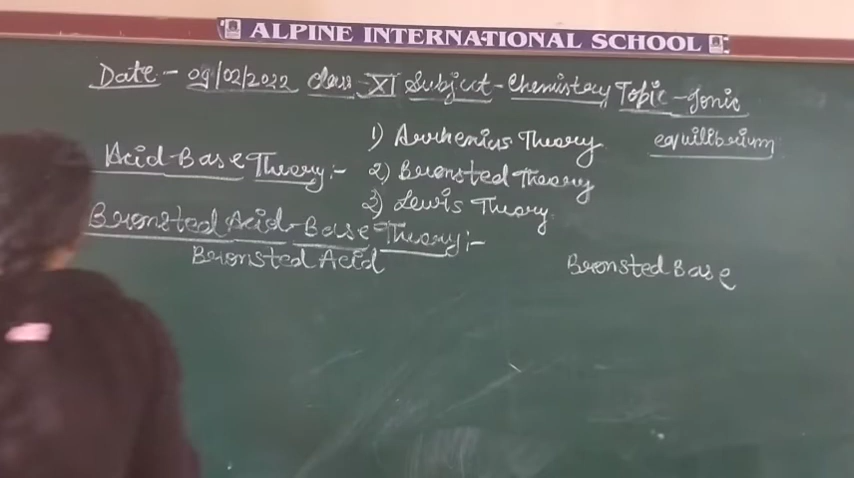 ALPINE INTERNATIONAL SCHOOL
Date - 09/02/2022 class - XI Subject - Chemistry Topic - Ionic equilibrium
Acid-Base Theory:-
1) Arrhenius Theory
2) Bronsted Theory
3) Lewis Theory
Bronsted Acid-Base Theory:-
Bronsted Acid
Bronsted Base